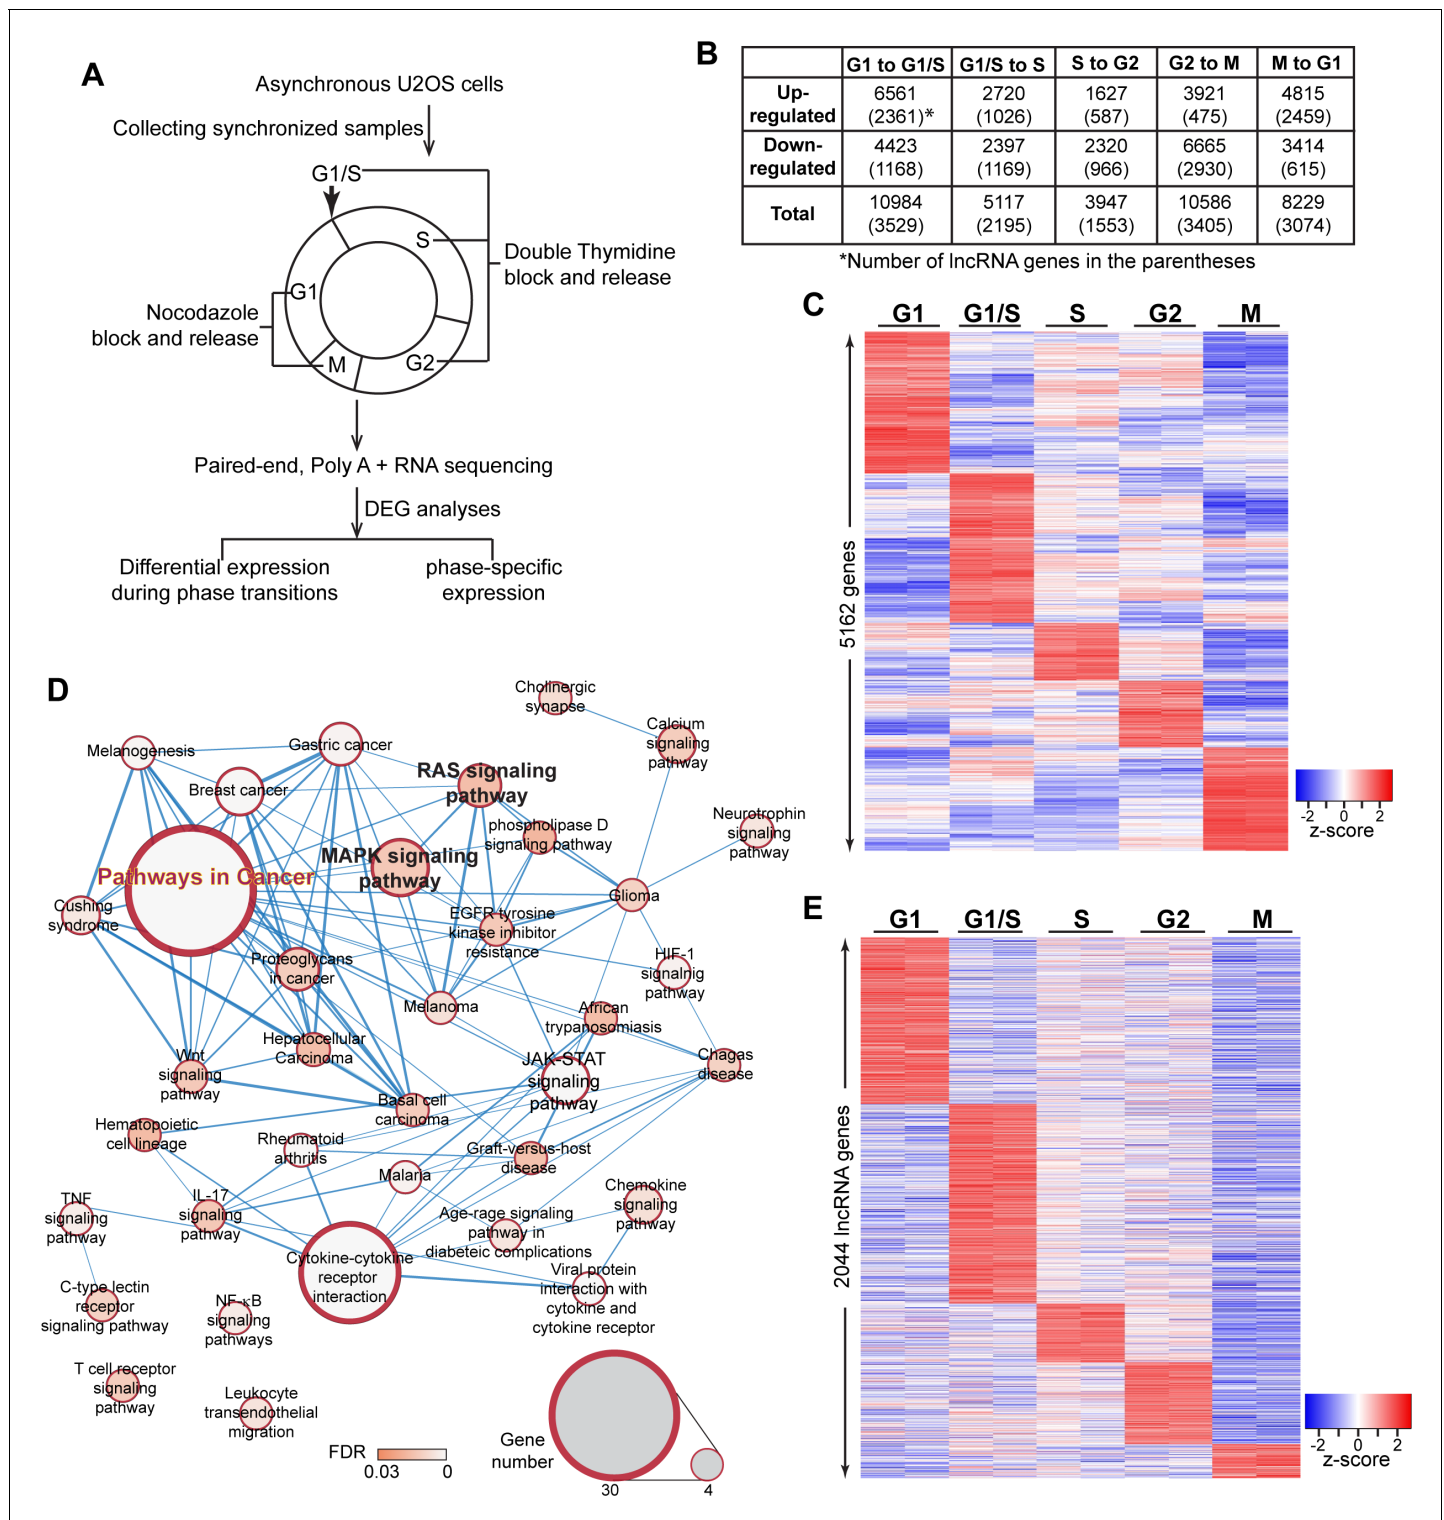 A
Asynchronous U2OS cells
Collecting synchronized samples
G1/S
S
G1
M
G2
Double Thymidine
block and release
Nocodazole
block and release
Paired-end, Poly A + RNA sequencing
DEG analyses
Differential expression
during phase transitions
phase-specific
expression
B
G1 to G1/S G1/S to S S to G2 G2 to M M to G1
Up-
regulated
6561 2720 1627 3921 4815
(2361)* (1026) (587) (475) (2459)
Down-
regulated
4423 2397 2320 6665 3414
(1168) (1169) (966) (2930) (615)
Total
10984 5117 3947 10586 8229
(3529) (2195) (1553) (3405) (3074)
*Number of lncRNA genes in the parentheses
C
G1 G1/S S G2 M
5162 genes
-2 0 2
z-score
D
Cholinergic
synapse
Calcium
signaling
pathway
Melanogenesis
Gastric cancer
Breast cancer
RAS signaling
pathway
phospholipase D
signaling pathway
Neurotrophin
signaling
pathway
MAPK signaling
pathway
Pathways in Cancer
Glioma
Cushing
syndrome
EGFR tyrosine
kinase inhibitor
resistance
Proteoglycans
in cancer
HIF-1
signalnig
pathway
Melanoma
African
trypanosomiasis
Hepatocellular
Carcinoma
Wnt
signaling
pathway
JAK-STAT
signaling
pathway
Chagas
disease
Basal cell
carcinoma
Hematopoietic
cell lineage
Rheumatoid
arthritis
Graft-versus-host
disease
Malaria
Chemokine
signaling
pathway
TNF
signaling
pathway
IL-17
signaling
pathway
Age-rage signaling
pathway in
diabeteic complications
Cytokine-cytokine
receptor
interaction
Viral protein
interaction with
cytokine and
cytokine receptor
C-type lectin
receptor
signaling pathway
NF-κB
signaling
pathways
T cell receptor
signaling
pathway
Leukocyte
transendothelial
migration
FDR
0.03 0
Gene
number
30 4
E
G1 G1/S S G2 M
2044 lncRNA genes
-2 0 2
z-score